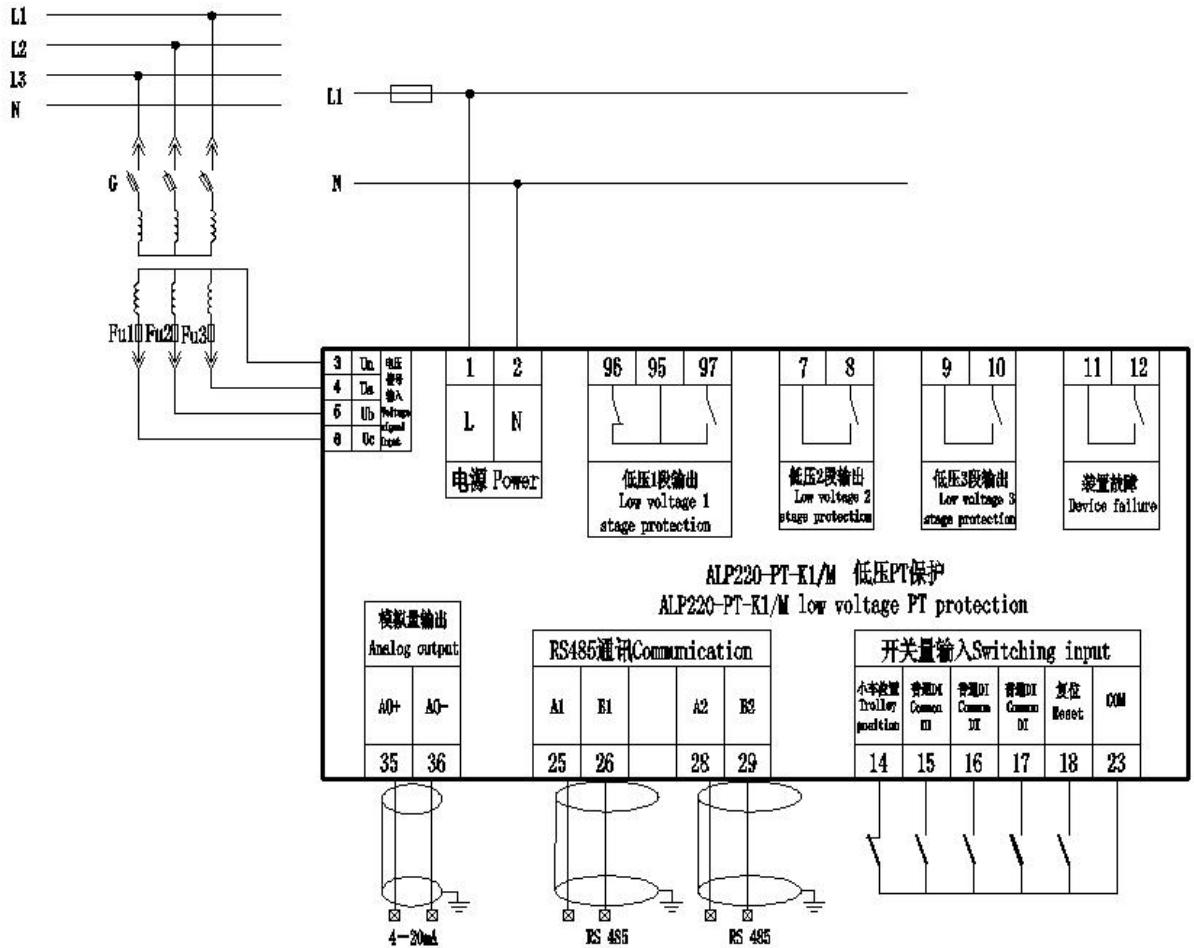 L1
L2
L3
N
G
Fu1 Fu2 Fu3
L1
N
3 Un
4 Ua
5 Ub
6 Uc
电压
信号
输入
Voltage
signal
Input
1 2
L N
电源 Power
96 95 97
低压1段输出
Low voltage 1
stage protection
7 8
低压2段输出
Low voltage 2
stage protection
9 10
低压3段输出
Low voltage 3
stage protection
11 12
装置故障
Device failure
ALP220-PT-K1/M 低压PT保护
ALP220-PT-K1/M low voltage PT protection
模拟量输出
Analog output
AO+ AO-
35 36
4-20mA
RS485通讯Communication
A1 B1 A2 B2
25 26 28 29
RS 485 RS 485
开关量输入Switching input
小车位置
Trolley
position
普通DI
Common
DI
普通DI
Common
DI
普通DI
Common
DI
复位
Reset
COM
14 15 16 17 18 23